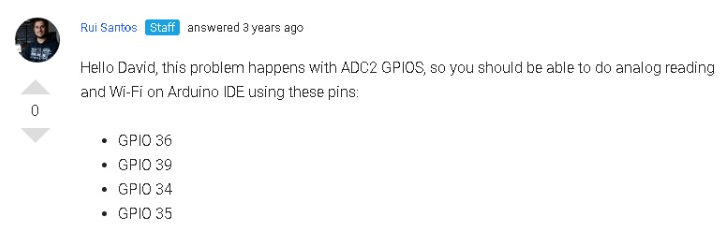 Rui Santos Staff answered 3 years ago
Hello David, this problem happens with ADC2 GPIOS, so you should be able to do analog reading
and Wi-Fi on Arduino IDE using these pins:
0
• GPIO 36
• GPIO 39
• GPIO 34
• GPIO 35